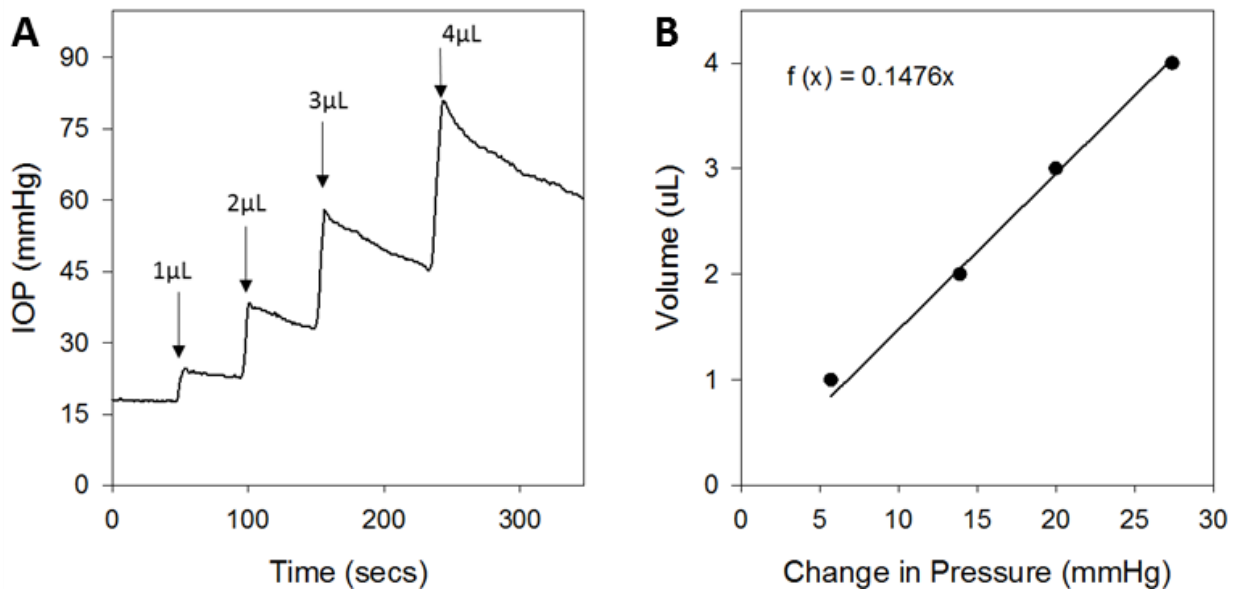 A
90
75
60
45
30
15
0
IOP (mmHg)
1µL
2µL
3µL
4µL
0
100
200
300
Time (secs)
B
f (x) = 0.1476x
4
3
2
1
0
Volume (uL)
0
5
10
15
20
25
30
Change in Pressure (mmHg)